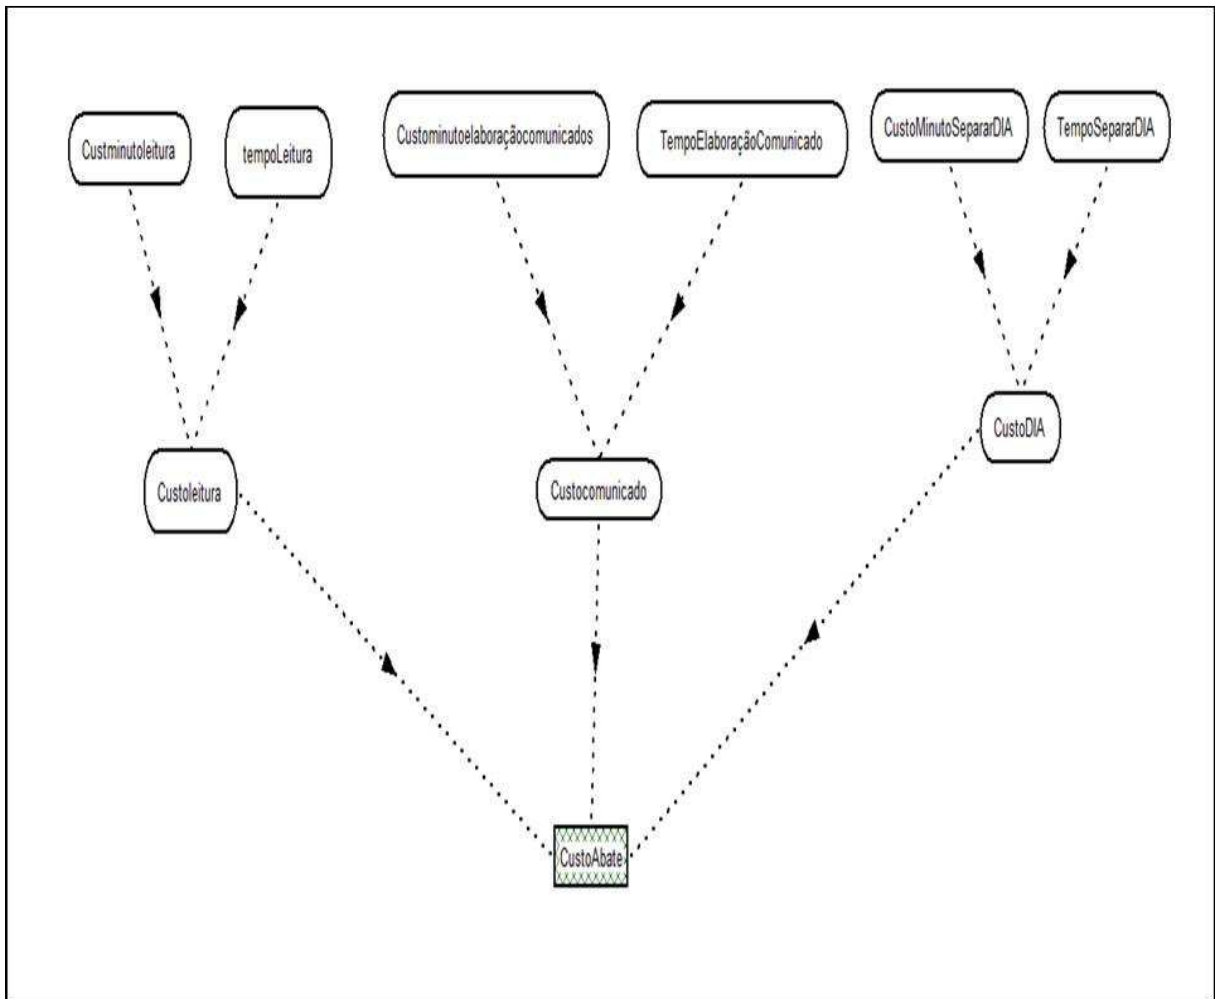 Custminutoleitura
tempoLeitura
Custominutoelaboraçãocomunicados
TempoElaboraçãoComunicado
CustoMinutoSepararDIA
TempoSepararDIA
Custoleitura
Custocomunicado
CustoDIA
CustoAbate